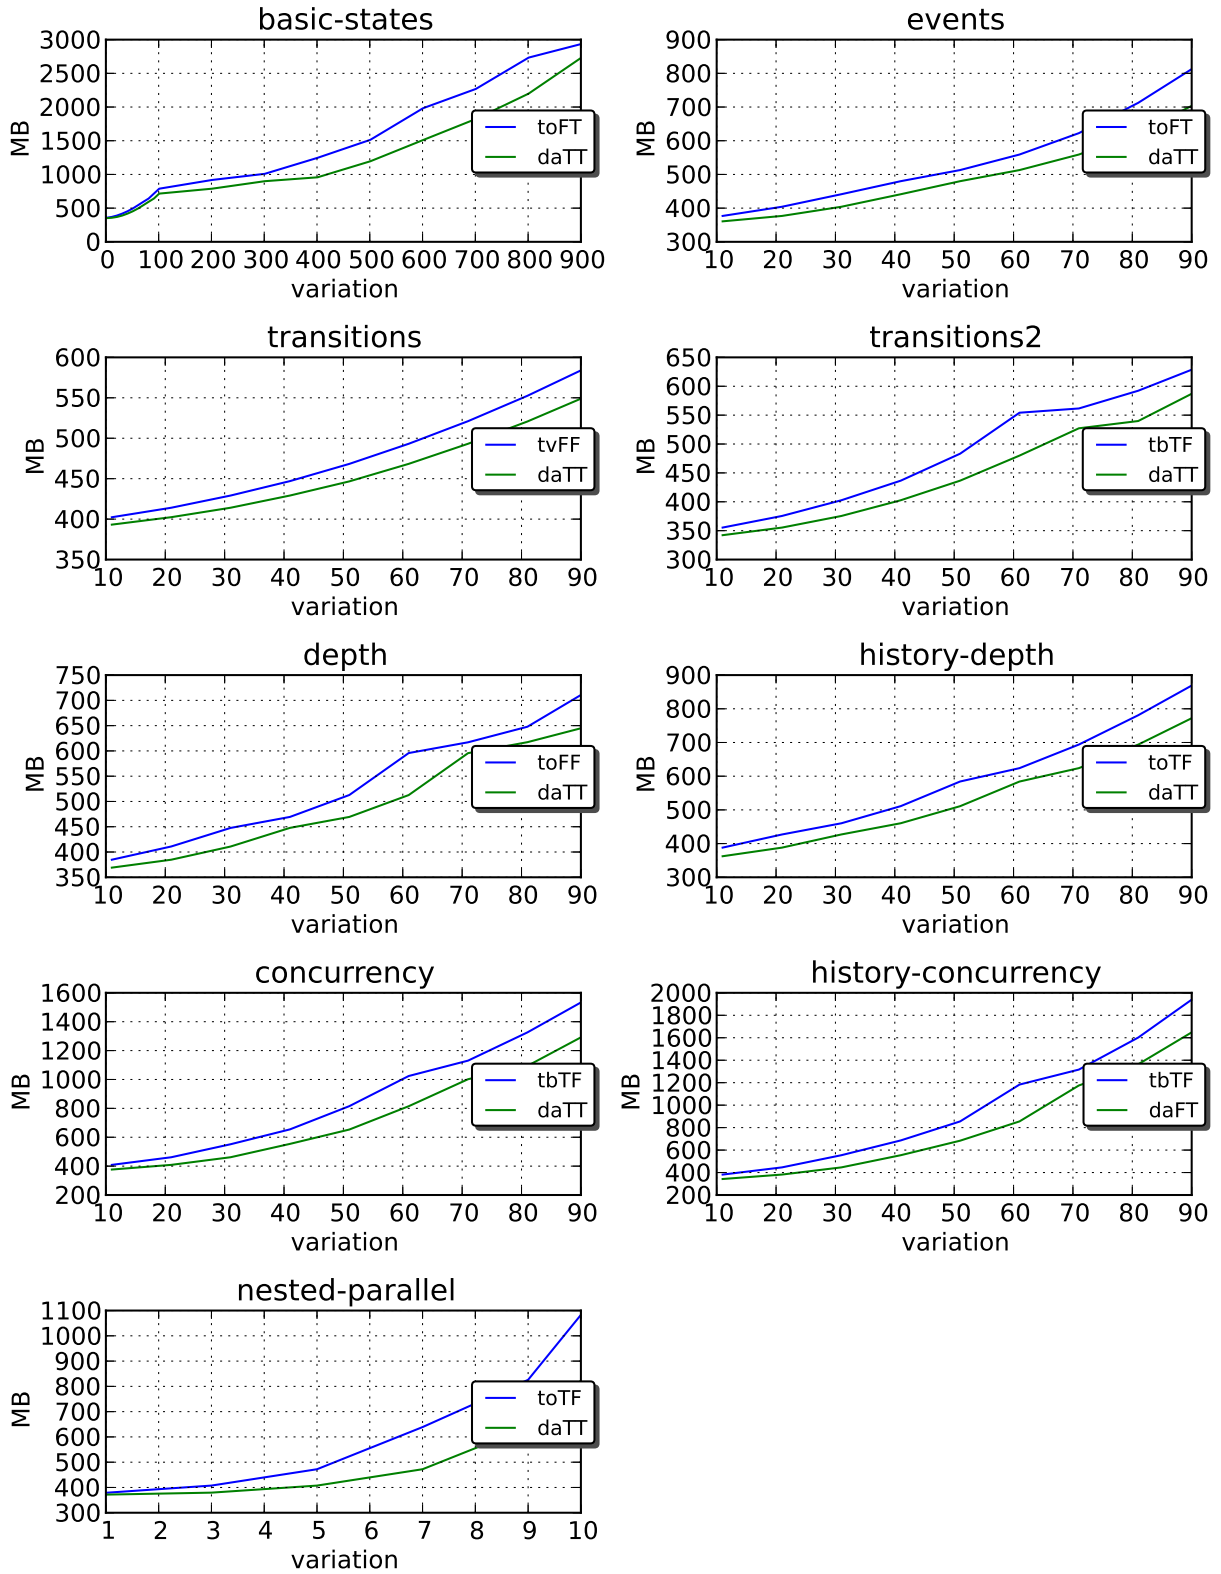 basic-states
3000
2500
2000
1500
1000
500
0
MB
toFT
daTT
0 100 200 300 400 500 600 700 800 900
variation
events
900
800
700
600
500
400
300
MB
toFT
daTT
10 20 30 40 50 60 70 80 90
variation
transitions
600
550
500
450
400
350
MB
tvFF
daTT
10 20 30 40 50 60 70 80 90
variation
transitions2
650
600
550
500
450
400
350
300
MB
tbTF
daTT
10 20 30 40 50 60 70 80 90
variation
depth
750
700
650
600
550
500
450
400
350
MB
toFF
daTT
10 20 30 40 50 60 70 80 90
variation
history-depth
900
800
700
600
500
400
300
MB
toTF
daTT
10 20 30 40 50 60 70 80 90
variation
concurrency
1600
1400
1200
1000
800
600
400
200
MB
tbTF
daTT
10 20 30 40 50 60 70 80 90
variation
history-concurrency
2000
1800
1600
1400
1200
1000
800
600
400
200
MB
tbTF
daFT
10 20 30 40 50 60 70 80 90
variation
nested-parallel
1100
1000
900
800
700
600
500
400
300
MB
toTF
daTT
1 2 3 4 5 6 7 8 9 10
variation